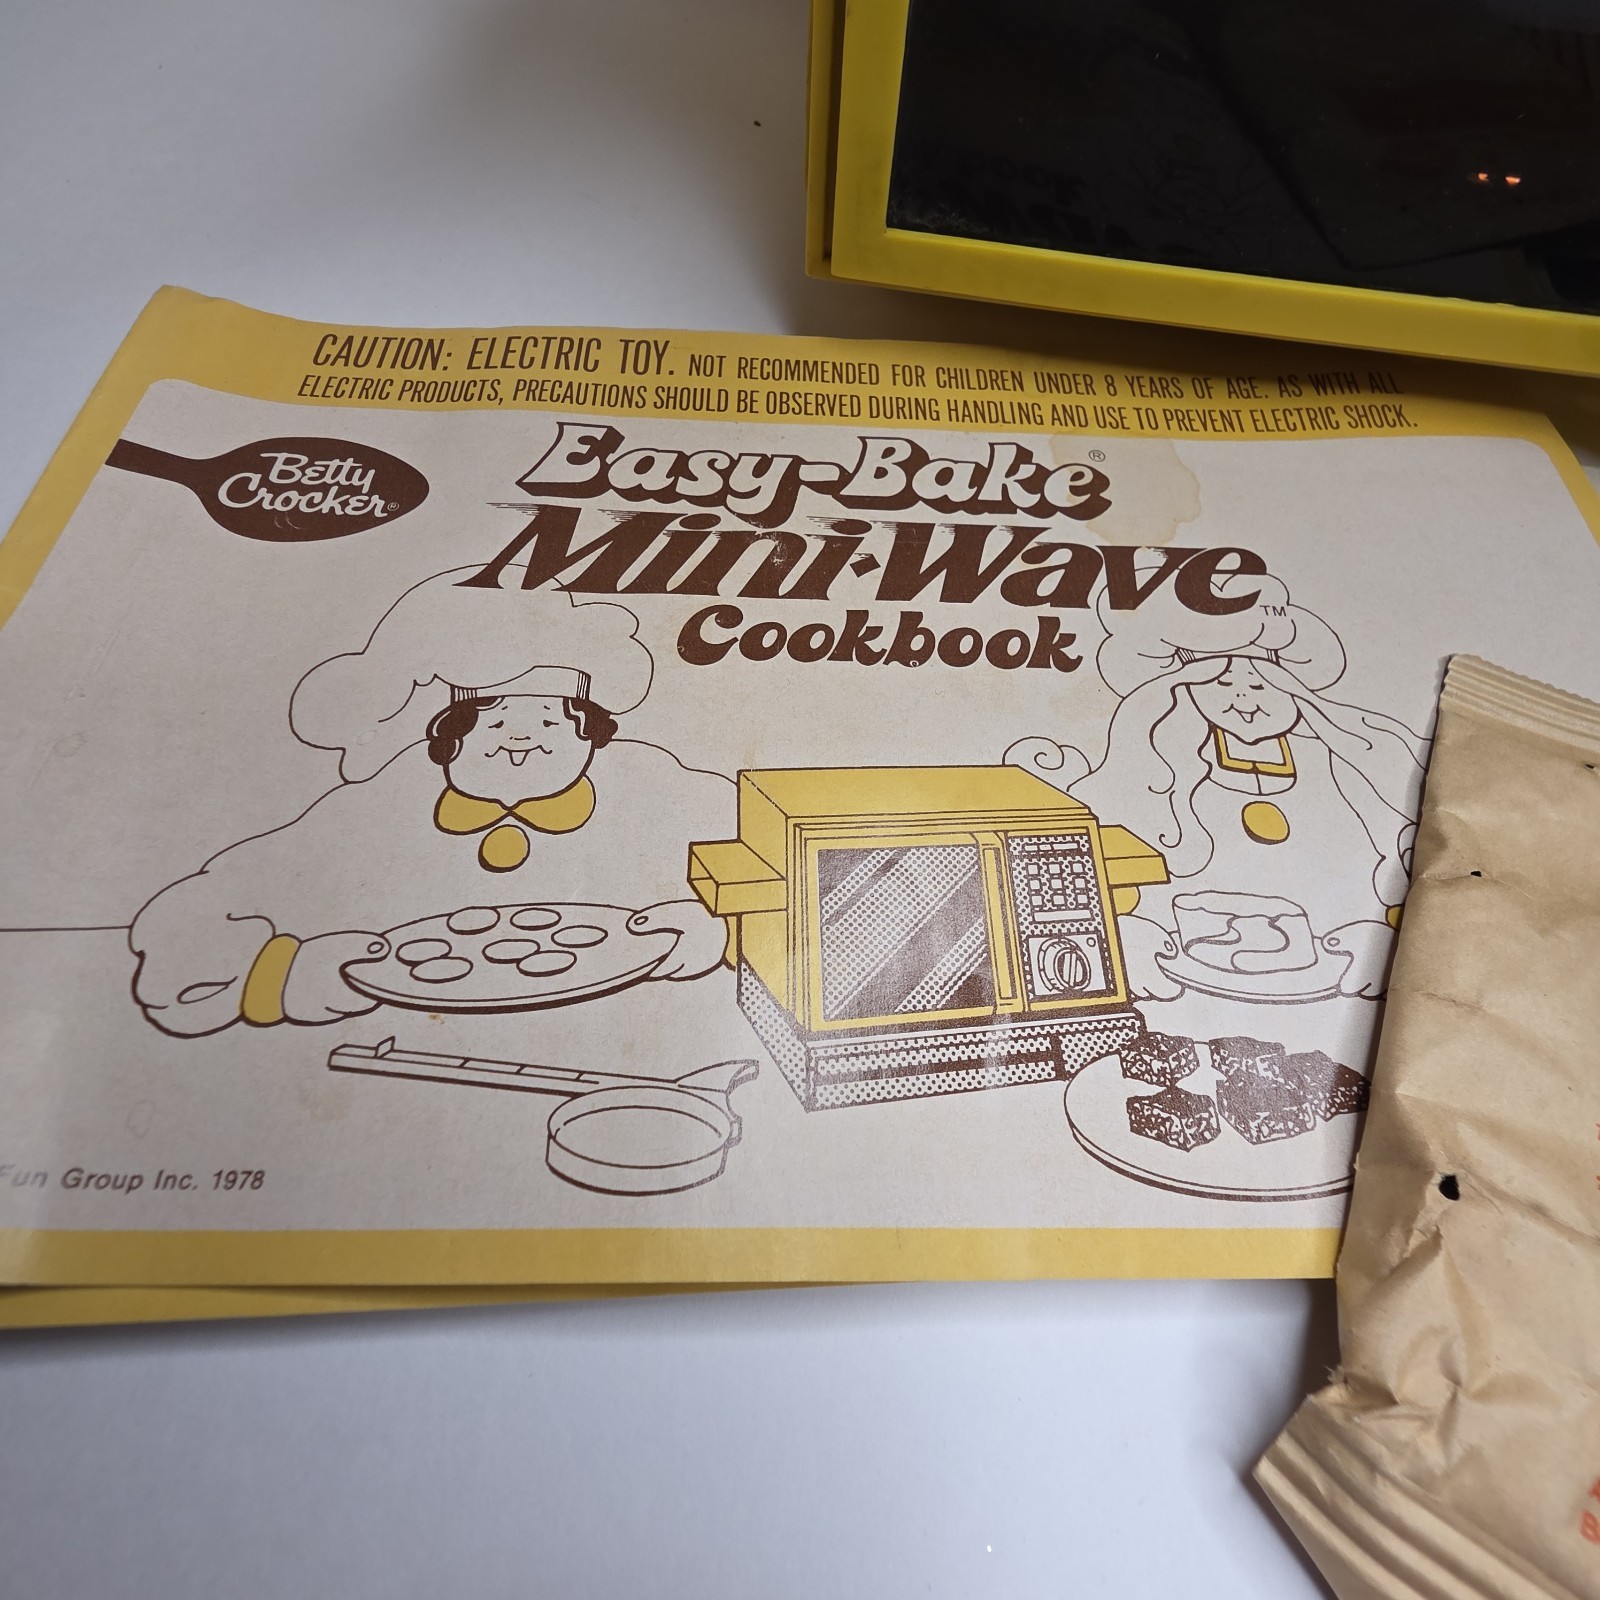 CAUTION: ELECTRIC TOY. NOT RECOMMENDED FOR CHILDREN UNDER 8 YEARS OF AGE. AS WITH ALL
ELECTRIC PRODUCTS, PRECAUTIONS SHOULD BE OBSERVED DURING HANDLING AND USE TO PREVENT ELECTRIC SHOCK.
Betty
Crocker®
Easy-Bake®
Mini-Wave™
Cookbook
Fun Group Inc. 1978